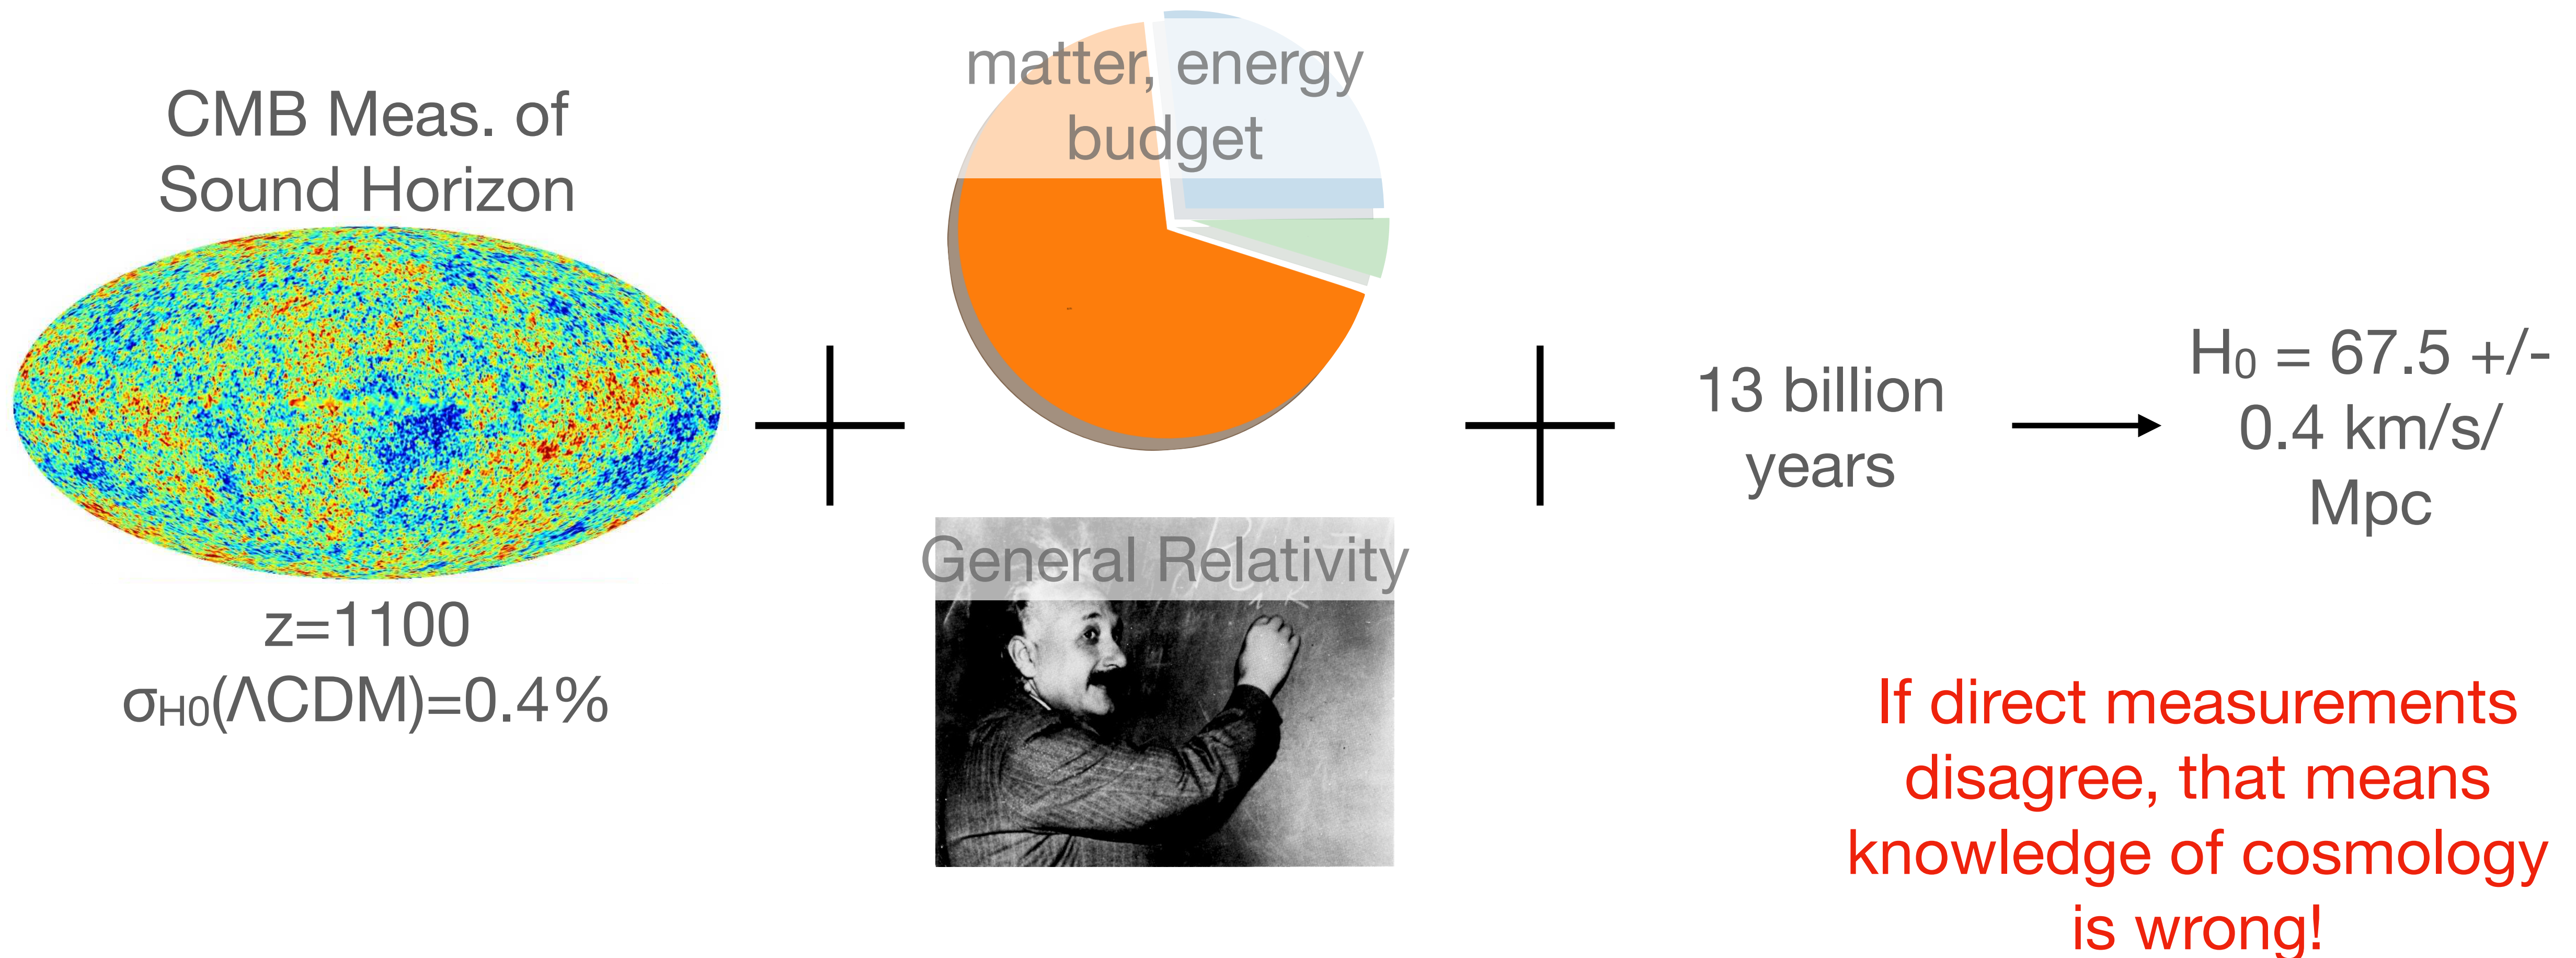 CMB Meas. of
Sound Horizon
z=1100
σH0(ΛCDM)=0.4%
matter, energy
budget
General Relativity
13 billion
years
H₀ = 67.5 +/-
0.4 km/s/
Mpc
If direct measurements
disagree, that means
knowledge of cosmology
is wrong!